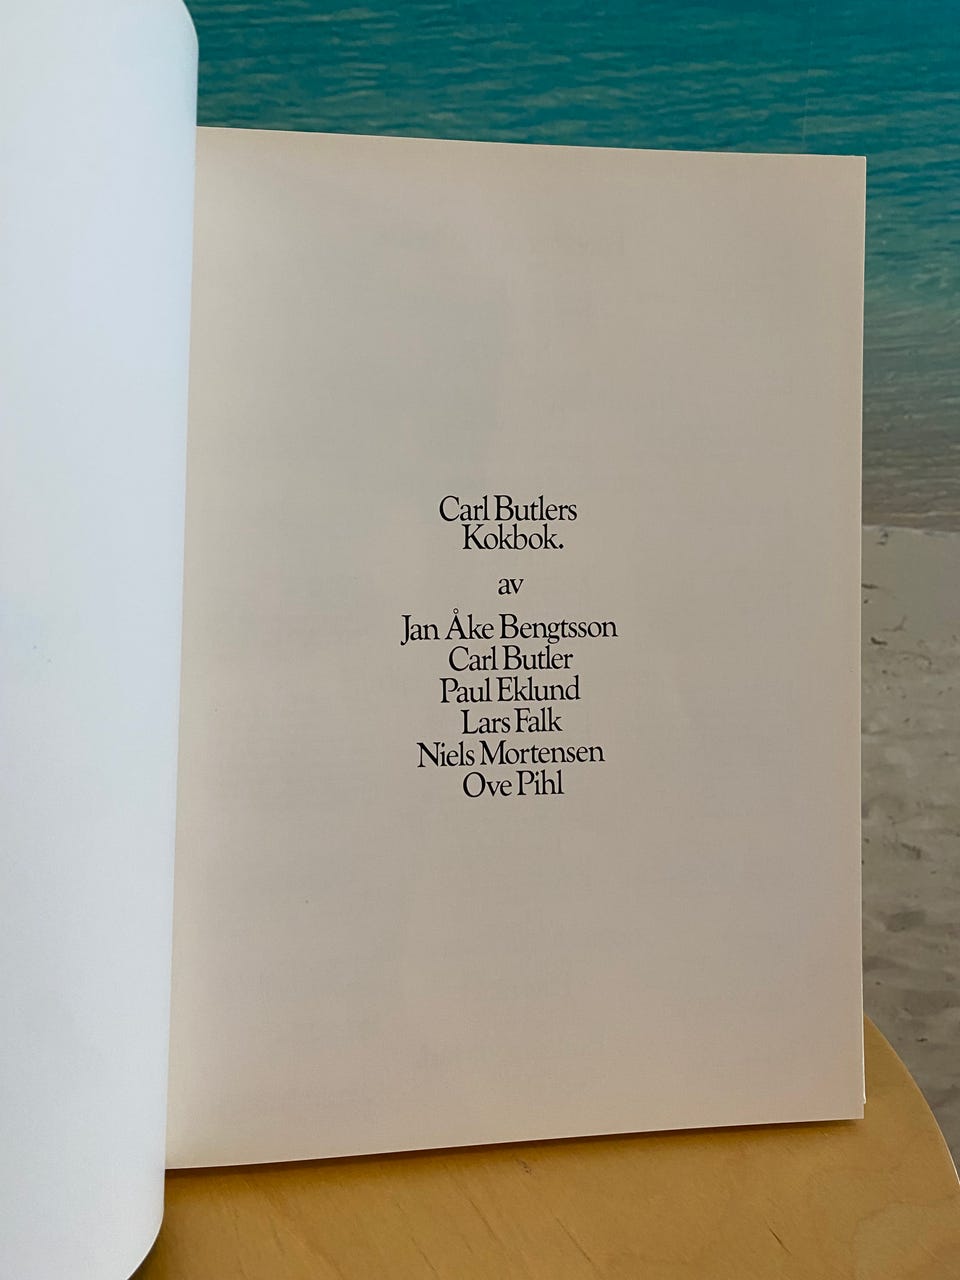 Carl Butlers
Kokbok.
av
Jan Åke Bengtsson
Carl Butler
Paul Eklund
Lars Falk
Niels Mortensen
Ove Pihl